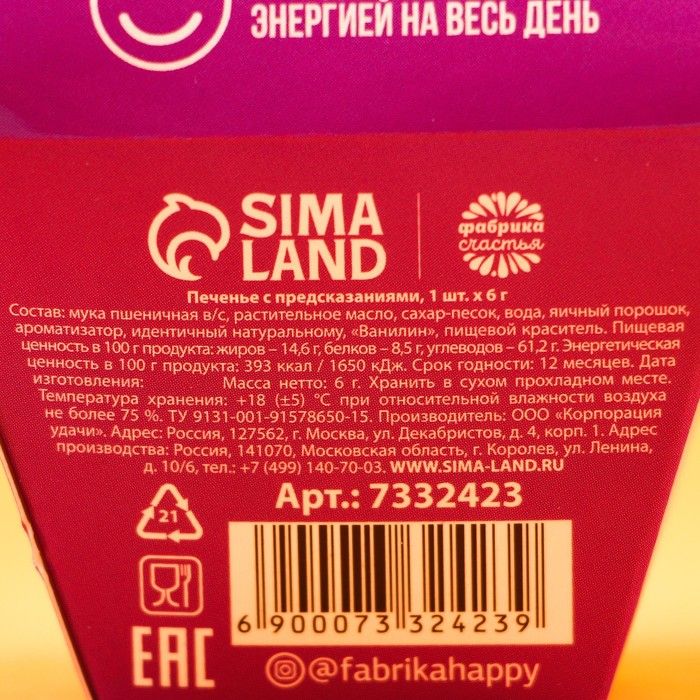 ЭНЕРГИЕЙ НА ВЕСЬ ДЕНЬ
SIMA
LAND
фабрика
счастья
Печенье с предсказаниями, 1 шт. х 6 г
Состав: мука пшеничная в/с, растительное масло, сахар-песок, вода, яичный порошок,
ароматизатор, идентичный натуральному, «Ванилин», пищевой краситель. Пищевая
ценность в 100 г продукта: жиров – 14,6 г, белков – 8,5 г, углеводов – 61,2 г. Энергетическая
ценность в 100 г продукта: 393 ккал / 1650 кДж. Срок годности: 12 месяцев. Дата
изготовления: Масса нетто: 6 г. Хранить в сухом прохладном месте.
Температура хранения: +18 (±5) °C при относительной влажности воздуха
не более 75 %. ТУ 9131-001-91578650-15. Производитель: ООО «Корпорация
удачи». Адрес: Россия, 127562, г. Москва, ул. Декабристов, д. 4, корп. 1. Адрес
производства: Россия, 141070, Московская область, г. Королев, ул. Ленина,
д. 10/6, тел.: +7 (499) 140-70-03. WWW.SIMA-LAND.RU
Арт.: 7332423
21
6 900073 324239
EAC
@fabrikahappy